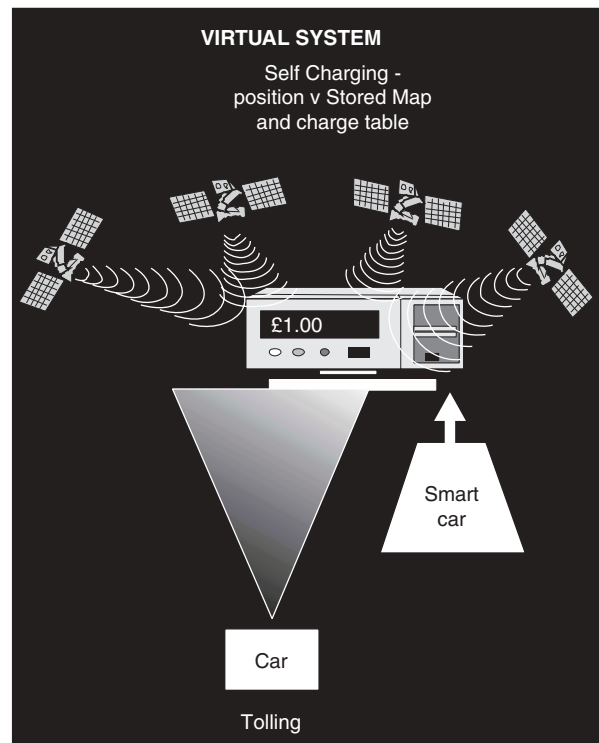 VIRTUAL SYSTEM
Self Charging -
position v Stored Map
and charge table
£1.00
Smart
car
Car
Tolling